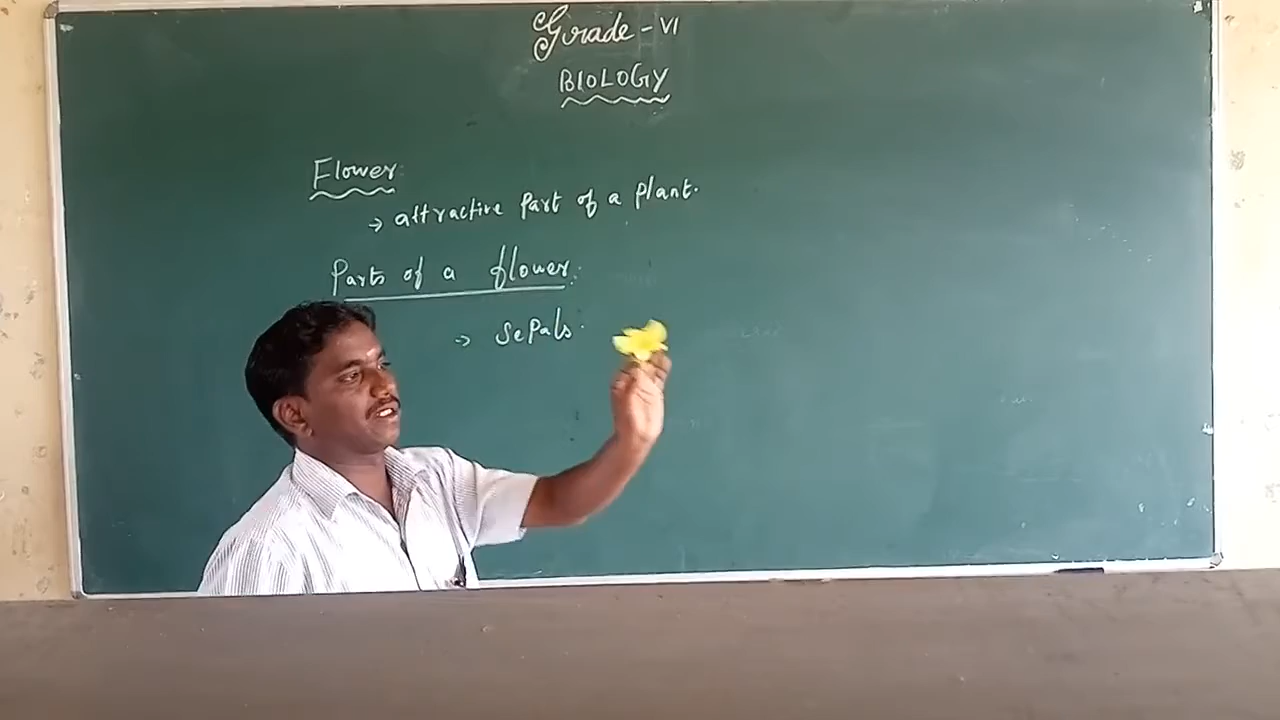 Grade - VI
BIOLOGY
Flower:
→ attractive part of a plant.
Parts of a flower:
→ Sepals.